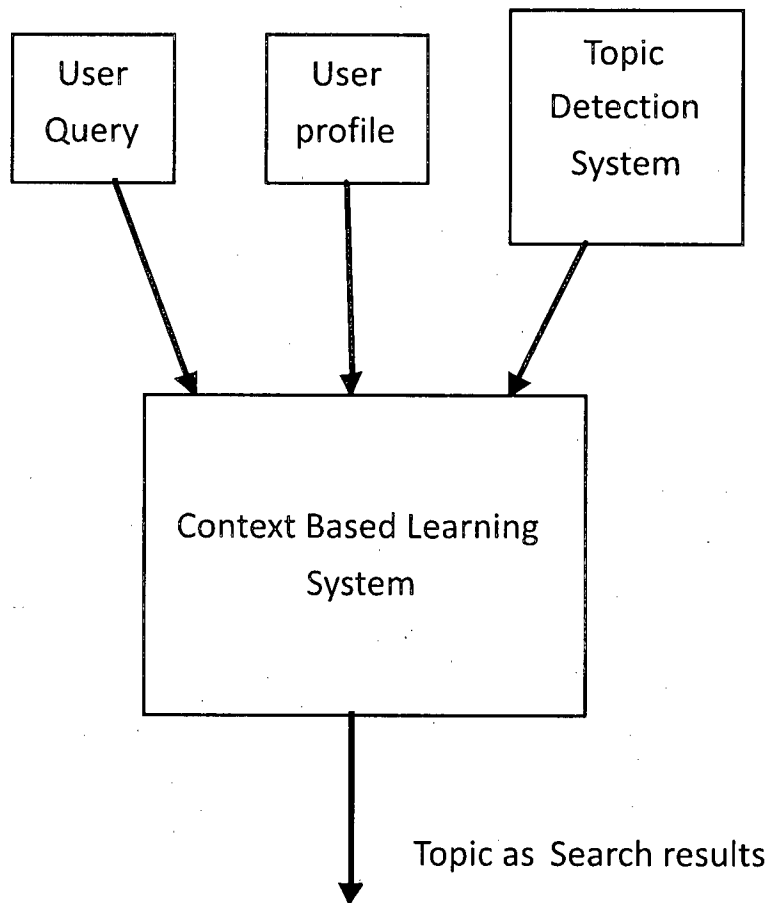 User
Query
User
profile
Topic
Detection
System
Context Based Learning
System
Topic as Search results